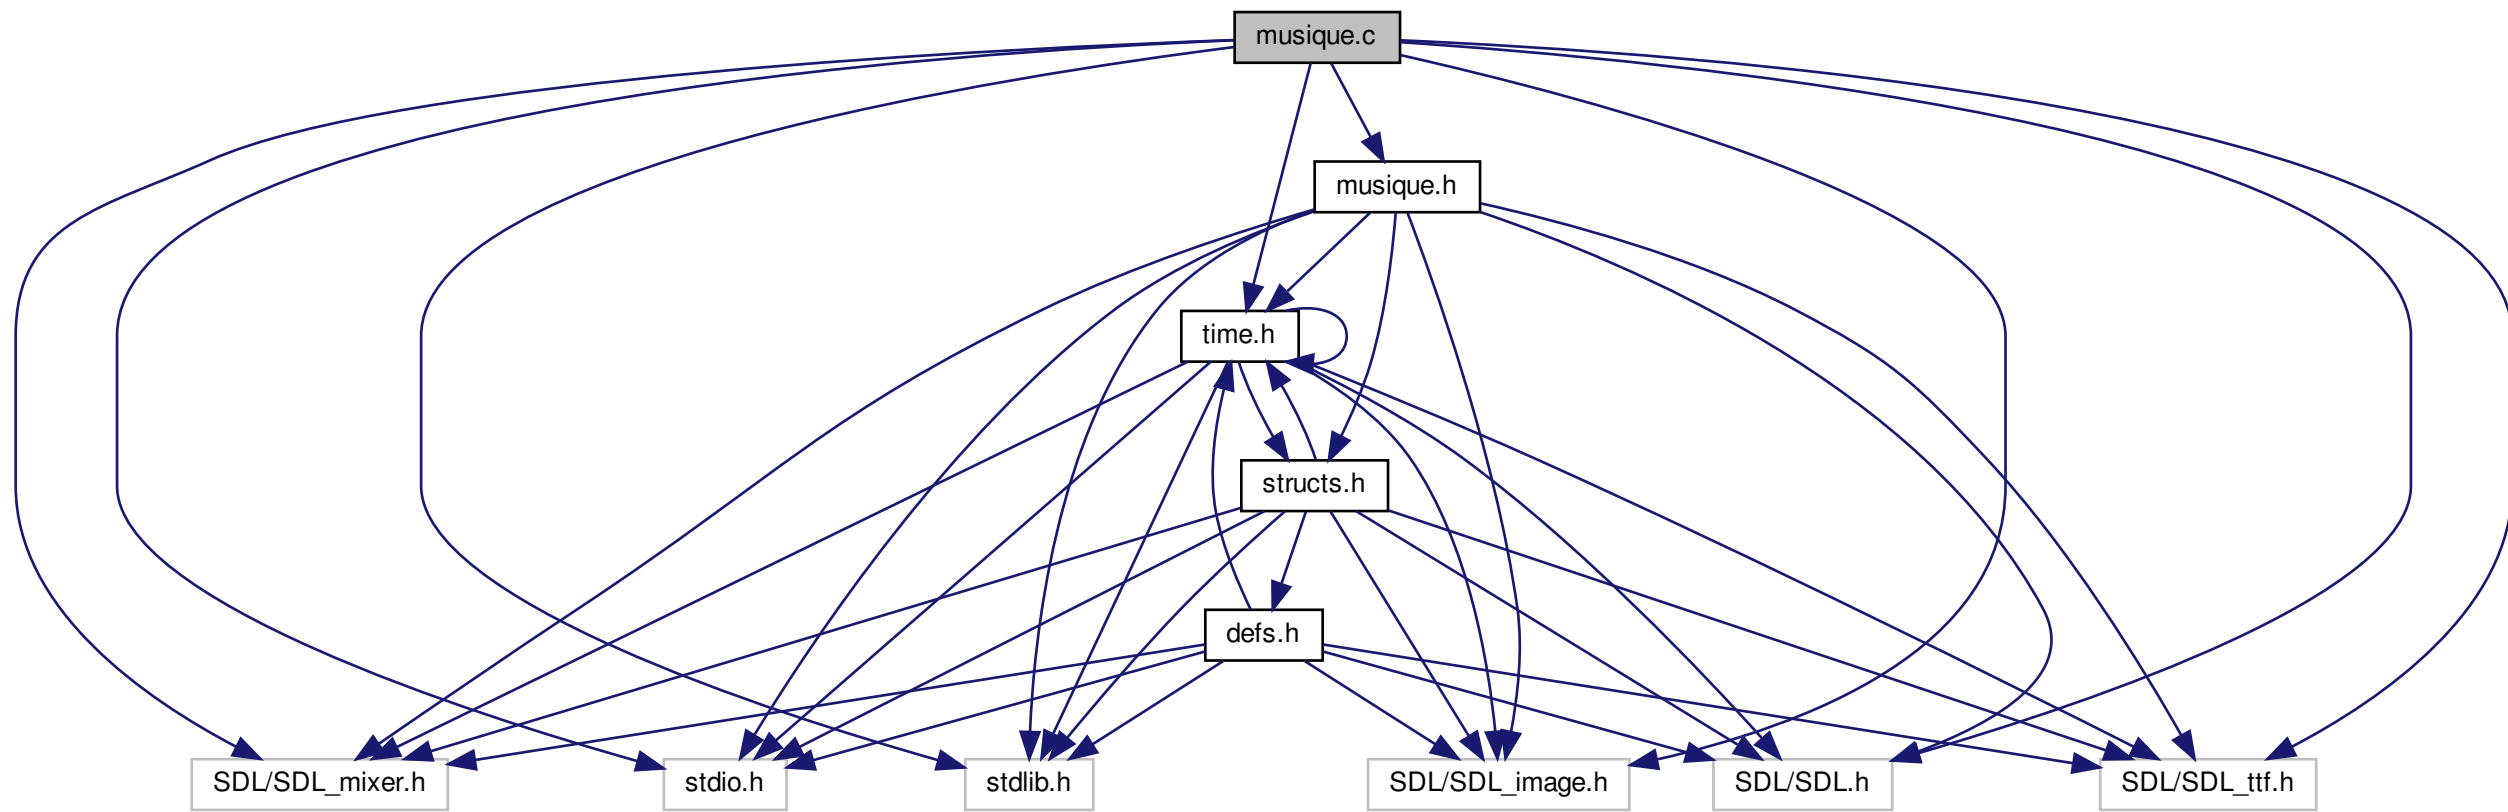 musique.c
musique.h
time.h
structs.h
defs.h
SDL/SDL_mixer.h
stdio.h
stdlib.h
SDL/SDL_image.h
SDL/SDL.h
SDL/SDL_ttf.h